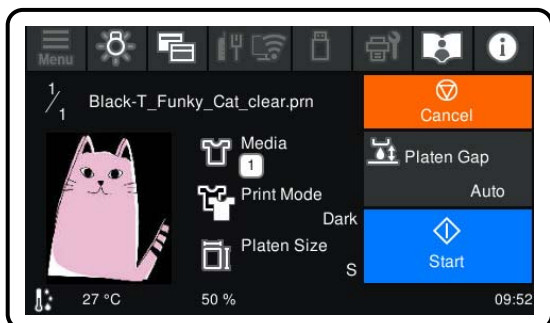 Menu
1/1 Black-T_Funky_Cat_clear.prn
Cancel
Media
1
Platen Gap
Auto
Print Mode
Dark
Platen Size
S
Start
27 °C 50 % 09:52